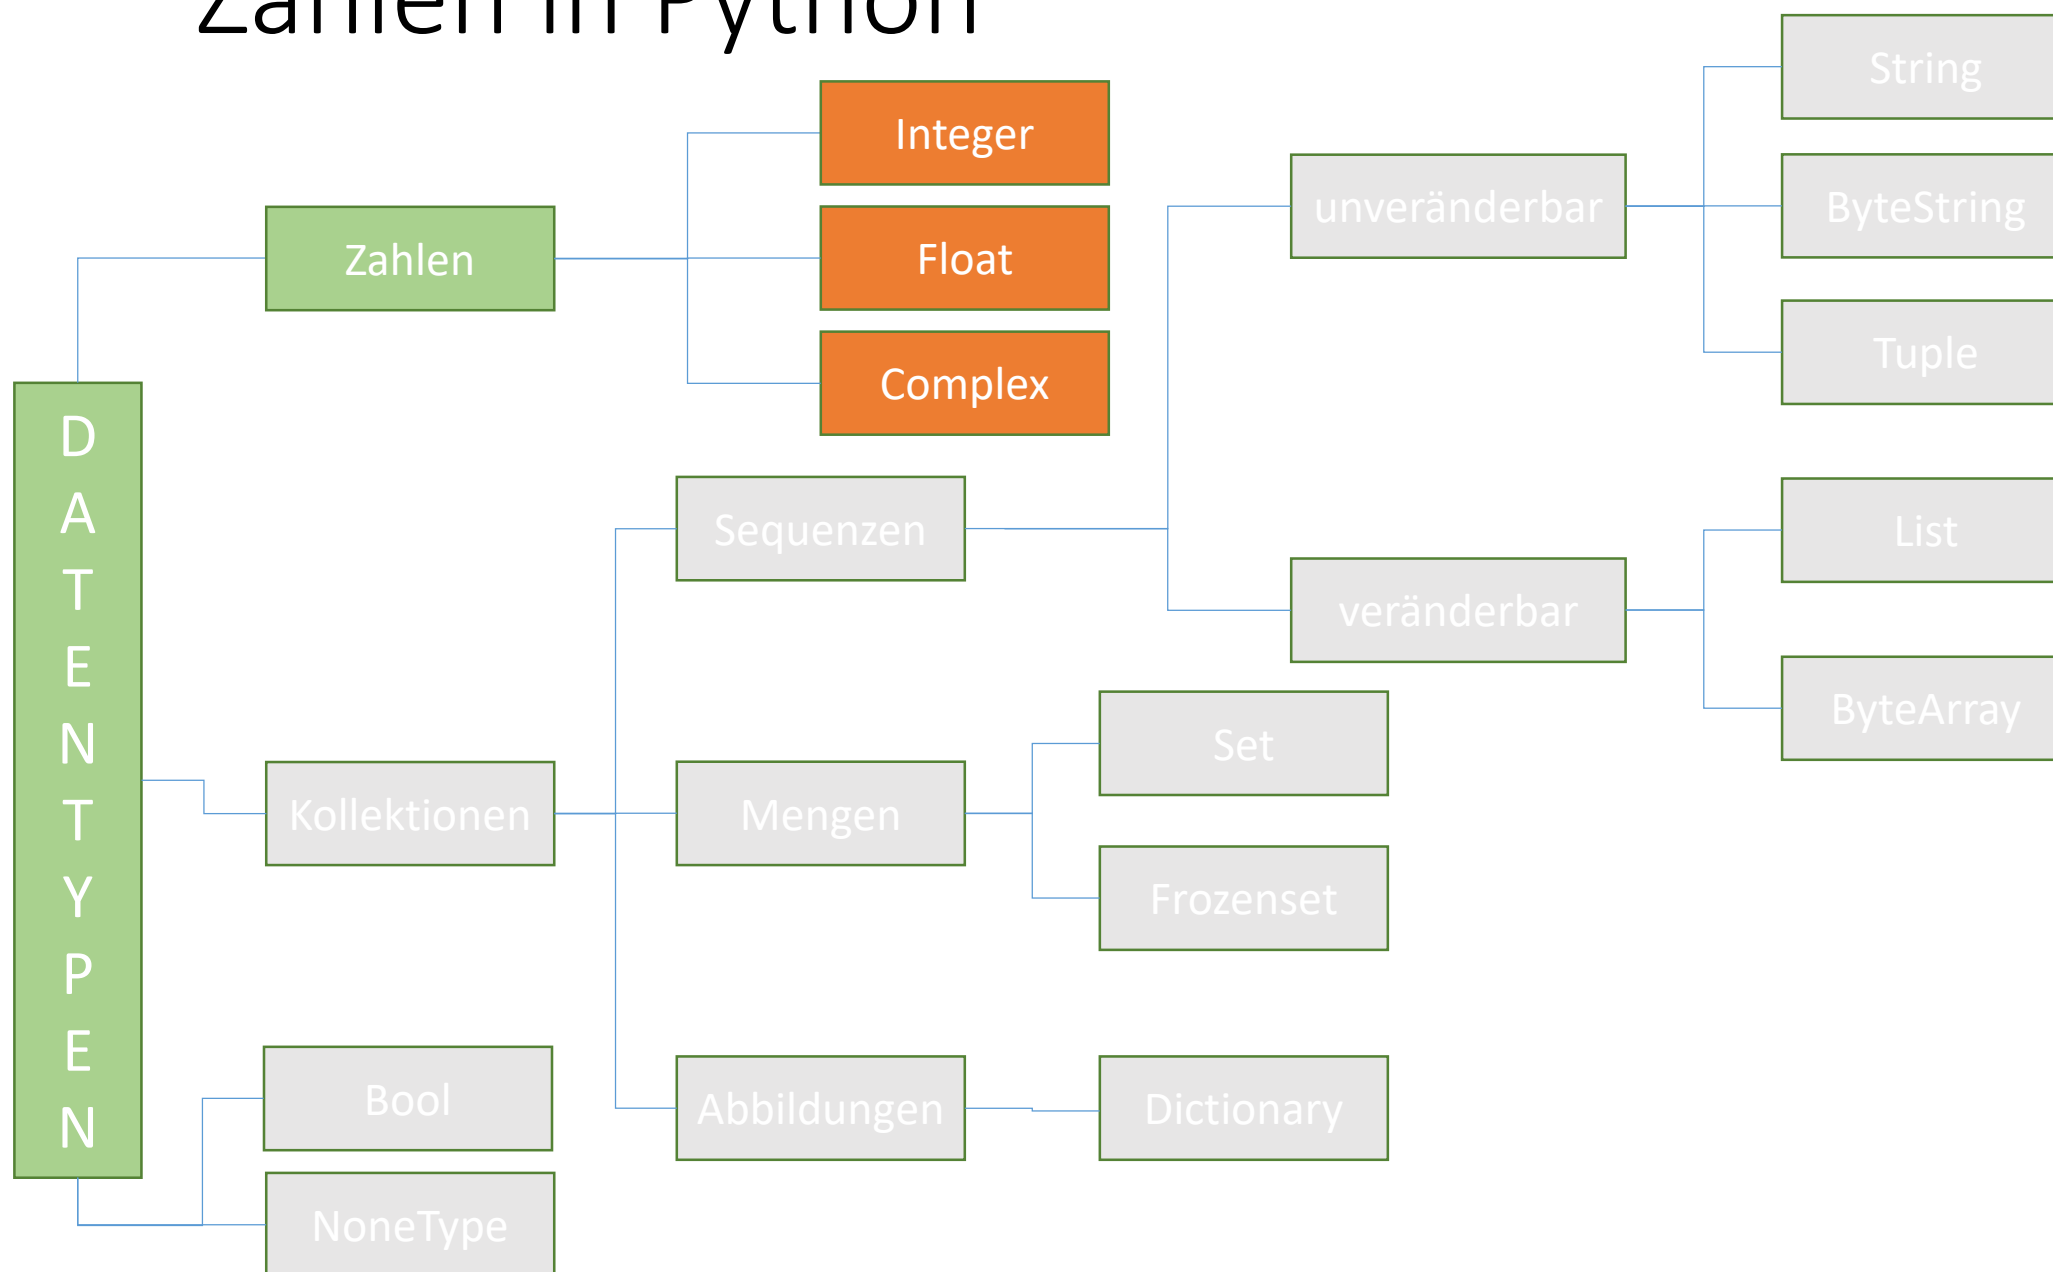 Zahlen in Python
DATENTYPEN
Zahlen
Integer
Float
Complex
Kollektionen
Sequenzen
unveränderbar
String
ByteString
Tuple
veränderbar
List
ByteArray
Mengen
Set
Frozenset
Abbildungen
Dictionary
Bool
NoneType